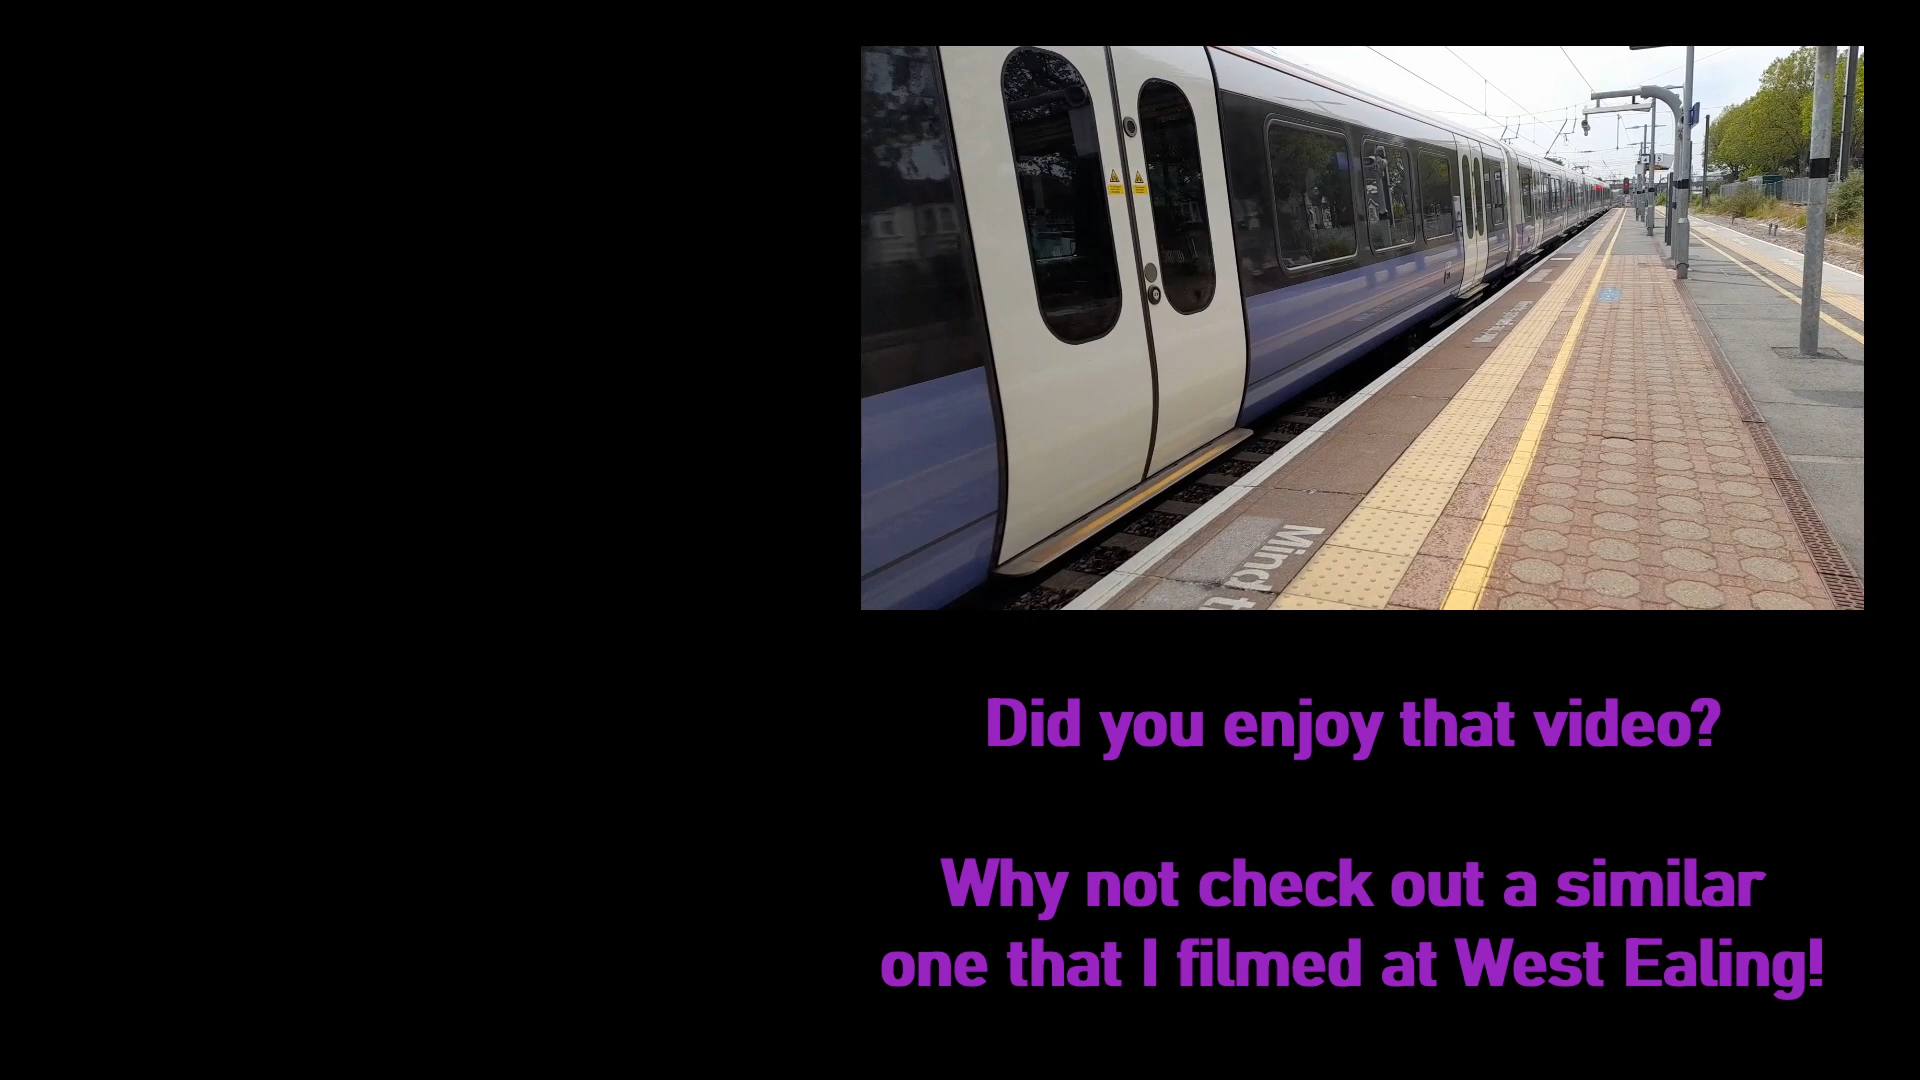 Mind t
Did you enjoy that video?
Why not check out a similar
one that I filmed at West Ealing!